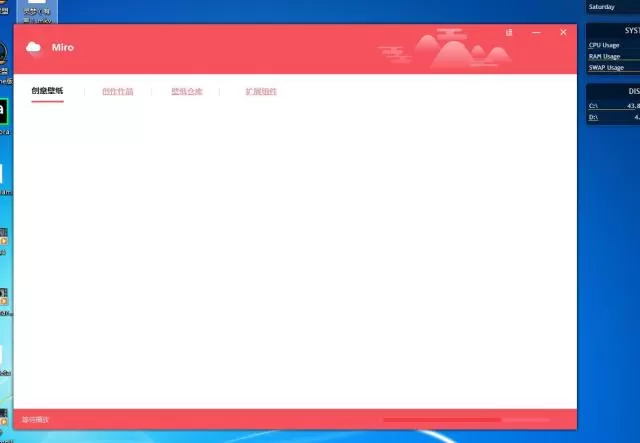 Saturday
Miro
SYST
CPU Usage
RAM Usage
SWAP Usage
创意壁纸
创作作品
壁纸仓库
扩展组件
DIS
C:\ 43.8
D:\ 4.
等待播放